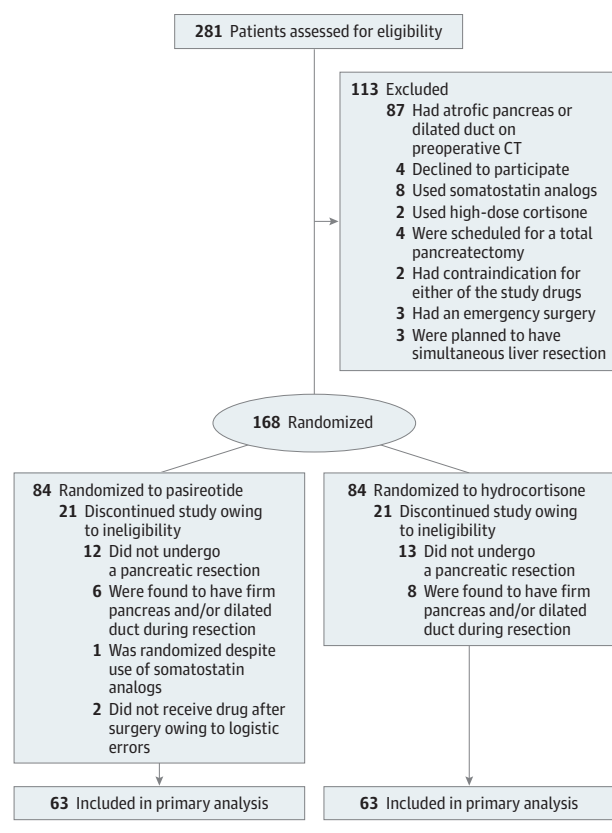 281 Patients assessed for eligibility
113 Excluded
87 Had atrofic pancreas or
dilated duct on
preoperative CT
4 Declined to participate
8 Used somatostatin analogs
2 Used high-dose cortisone
4 Were scheduled for a total
pancreatectomy
2 Had contraindication for
either of the study drugs
3 Had an emergency surgery
3 Were planned to have
simultaneous liver resection
168 Randomized
84 Randomized to pasireotide
21 Discontinued study owing
to ineligibility
12 Did not undergo
a pancreatic resection
6 Were found to have firm
pancreas and/or dilated
duct during resection
1 Was randomized despite
use of somatostatin
analogs
2 Did not receive drug after
surgery owing to logistic
errors
84 Randomized to hydrocortisone
21 Discontinued study owing
to ineligibility
13 Did not undergo
a pancreatic resection
8 Were found to have firm
pancreas and/or dilated
duct during resection
63 Included in primary analysis
63 Included in primary analysis